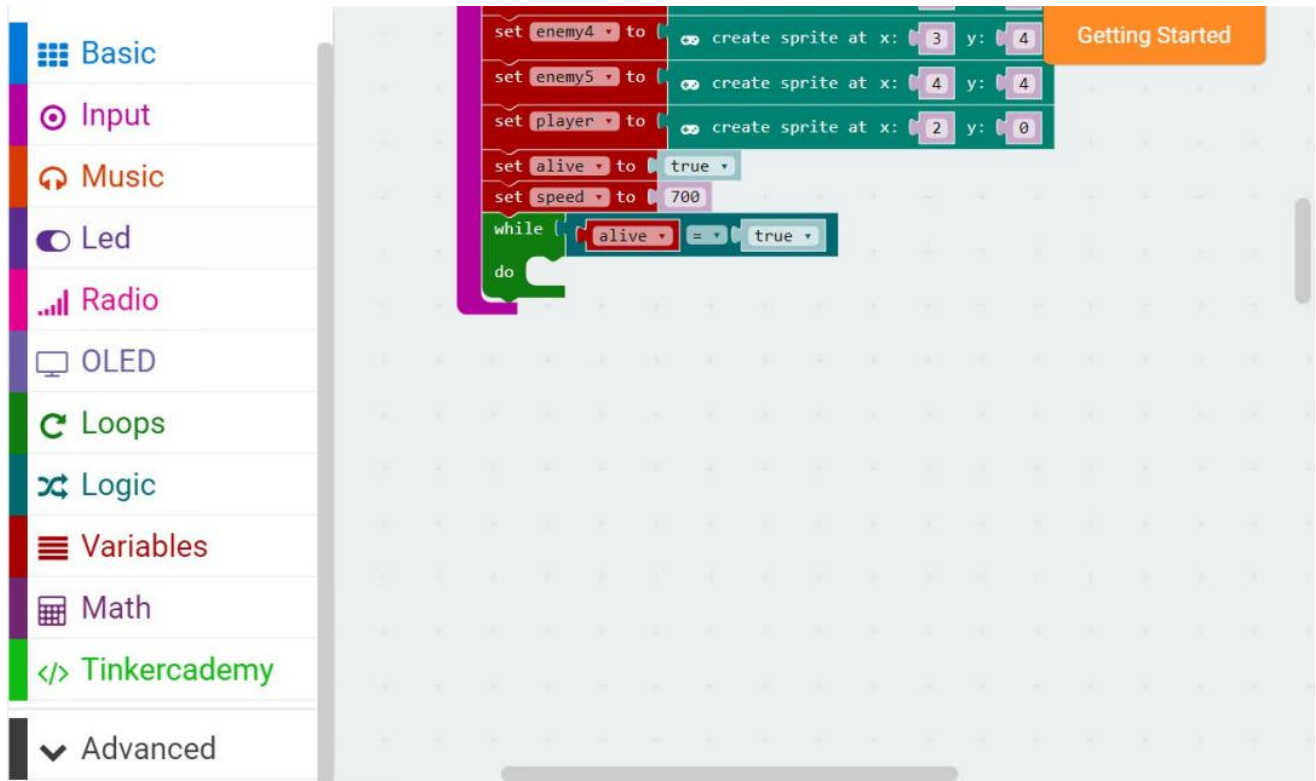 Basic
Input
Music
Led
Radio
OLED
Loops
Logic
Variables
Math
</> Tinkercademy
Advanced
set enemy4 to create sprite at x: 3 y: 4
set enemy5 to create sprite at x: 4 y: 4
set player to create sprite at x: 2 y: 0
set alive to true
set speed to 700
while alive = true
do
Getting Started